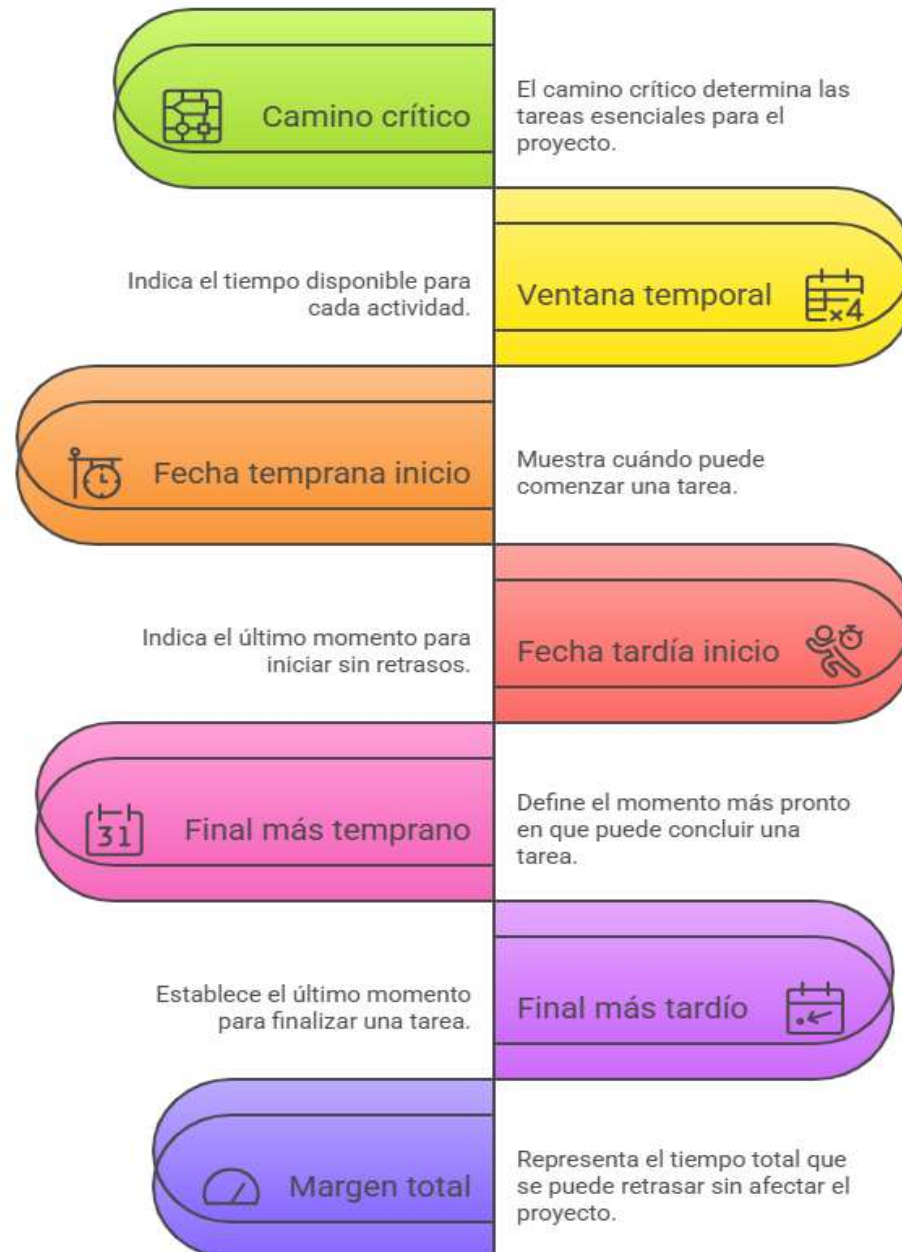 Camino crítico
El camino crítico determina las
tareas esenciales para el
proyecto.
Indica el tiempo disponible para
cada actividad.
Ventana temporal
x4
Fecha temprana inicio
Muestra cuándo puede
comenzar una tarea.
Indica el último momento para
iniciar sin retrasos.
Fecha tardía inicio
31
Final más temprano
Define el momento más pronto
en que puede concluir una
tarea.
Establece el último momento
para finalizar una tarea.
Final más tardío
Margen total
Representa el tiempo total que
se puede retrasar sin afectar el
proyecto.